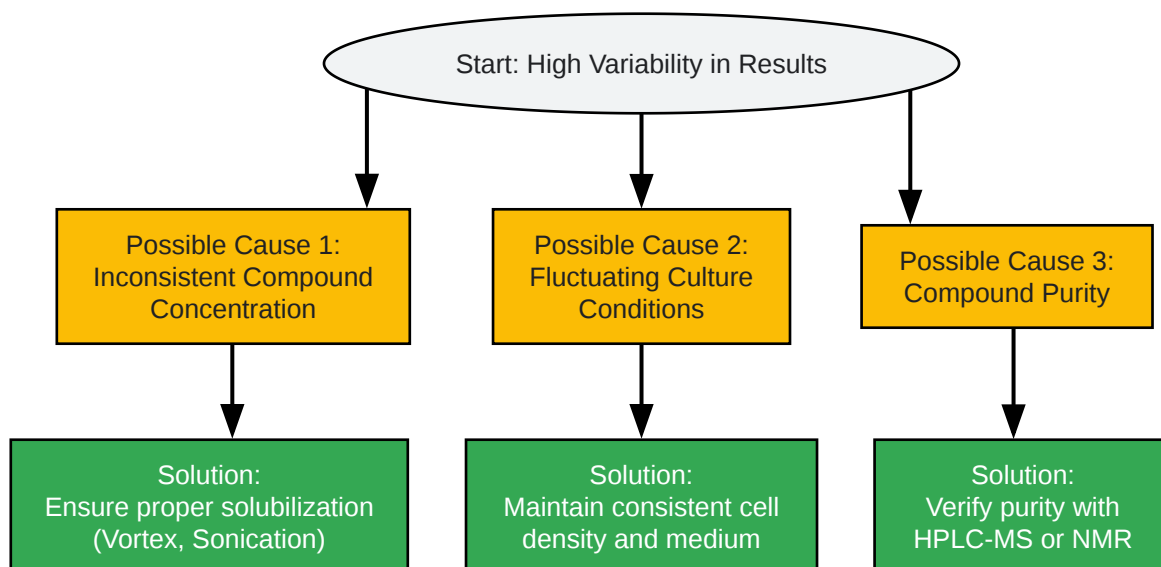 Start: High Variability in Results
Possible Cause 1:
Inconsistent Compound
Concentration
Possible Cause 2:
Fluctuating Culture
Conditions
Possible Cause 3:
Compound Purity
Solution:
Ensure proper solubilization
(Vortex, Sonication)
Solution:
Maintain consistent cell
density and medium
Solution:
Verify purity with
HPLC-MS or NMR